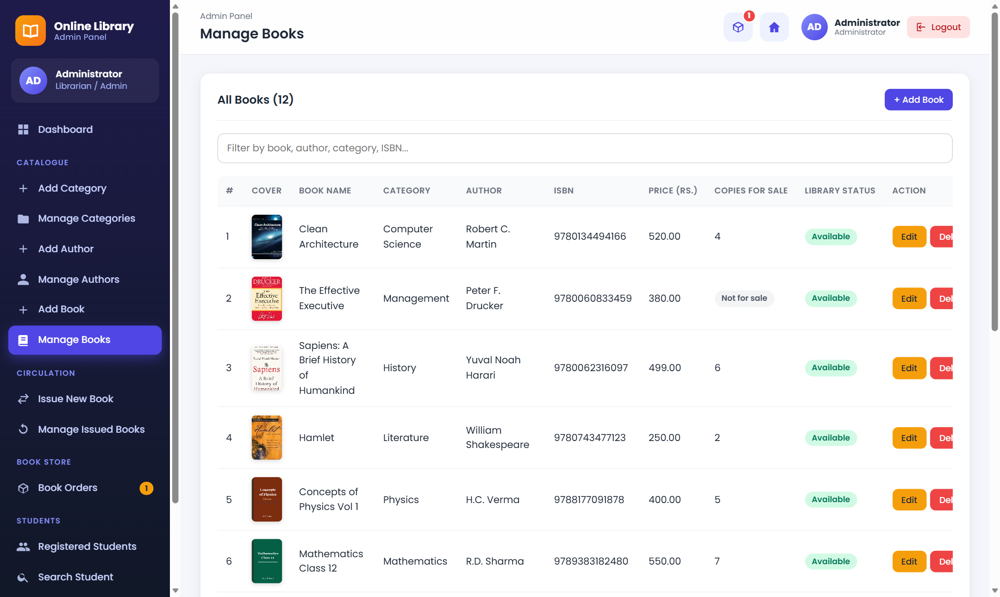 Online Library
Admin Panel
AD
Administrator
Librarian / Admin
Dashboard
CATALOGUE
Add Category
Manage Categories
Add Author
Manage Authors
Add Book
Manage Books
CIRCULATION
Issue New Book
Manage Issued Books
BOOK STORE
Book Orders
1
STUDENTS
Registered Students
Search Student
Admin Panel
Manage Books
1
AD
Administrator
Administrator
Logout
All Books (12)
+ Add Book
Filter by book, author, category, ISBN...
# COVER BOOK NAME CATEGORY AUTHOR ISBN PRICE (RS.) COPIES FOR SALE LIBRARY STATUS ACTION
1
Clean Architecture
Clean
Architecture
Computer
Science
Robert C.
Martin
9780134494166 520.00 4 Available Edit Del
2
DRUCKER
THE
Effective
Executive
The Effective
Executive
Management
Peter F.
Drucker
9780060833459 380.00 Not for sale Available Edit Del
3
Yuval Noah Harari
Sapiens
A Brief
History of
Humankind
Sapiens: A
Brief History
of
Humankind
History
Yuval Noah
Harari
9780062316097 499.00 6 Available Edit Del
4
Hamlet
Hamlet
Literature
William
Shakespeare
9780743477123 250.00 2 Available Edit Del
5
Concepts
of Physics
Volume
Concepts of
Physics Vol 1
Physics
H.C. Verma
9788177091878 400.00 5 Available Edit Del
6
Mathematics
Class 12
Mathematics
Class 12
Mathematics
R.D. Sharma
9789383182480 550.00 7 Available Edit Del